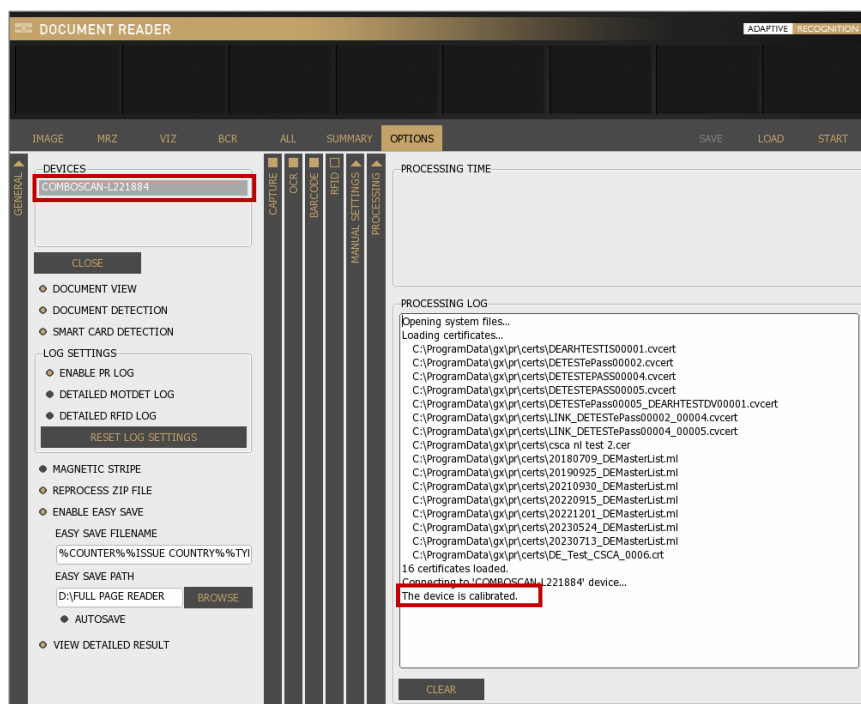 DOCUMENT READER
ADAPTIVE RECOGNITION
IMAGE MRZ VIZ BCR ALL SUMMARY OPTIONS SAVE LOAD START
GENERAL
DEVICES
COMBOSCAN-L221884
CLOSE
DOCUMENT VIEW
DOCUMENT DETECTION
SMART CARD DETECTION
LOG SETTINGS
ENABLE PR LOG
DETAILED MOTDET LOG
DETAILED RFID LOG
RESET LOG SETTINGS
MAGNETIC STRIPE
REPROCESS ZIP FILE
ENABLE EASY SAVE
EASY SAVE FILENAME
%COUNTER%%ISSUE COUNTRY%%TYI
EASY SAVE PATH
D:\FULL PAGE READER BROWSE
AUTOSAVE
VIEW DETAILED RESULT
CAPTURE
OCR
BARCODE
RFID
MANUAL SETTINGS
PROCESSING
PROCESSING TIME
PROCESSING LOG
Opening system files...
Loading certificates...
C:\ProgramData\gx\pr\certs\DEARHTESTIS00001.cvcert
C:\ProgramData\gx\pr\certs\DETESTePass00002.cvcert
C:\ProgramData\gx\pr\certs\DETESTEPASS00004.cvcert
C:\ProgramData\gx\pr\certs\DETESTEPASS00005.cvcert
C:\ProgramData\gx\pr\certs\DETESTePass00005_DEARHTESTDV00001.cvcert
C:\ProgramData\gx\pr\certs\LINK_DETESTePass00002_00004.cvcert
C:\ProgramData\gx\pr\certs\LINK_DETESTePass00004_00005.cvcert
C:\ProgramData\gx\pr\certs\csca nl test 2.cer
C:\ProgramData\gx\pr\certs\20180709_DEMasterList.ml
C:\ProgramData\gx\pr\certs\20190925_DEMasterList.ml
C:\ProgramData\gx\pr\certs\20210930_DEMasterList.ml
C:\ProgramData\gx\pr\certs\20220915_DEMasterList.ml
C:\ProgramData\gx\pr\certs\20221201_DEMasterList.ml
C:\ProgramData\gx\pr\certs\20230524_DEMasterList.ml
C:\ProgramData\gx\pr\certs\20230713_DEMasterList.ml
C:\ProgramData\gx\pr\certs\DE_Test_CSCA_0006.crt
16 certificates loaded.
Connecting to 'COMBOSCAN-L221884' device...
The device is calibrated.
CLEAR